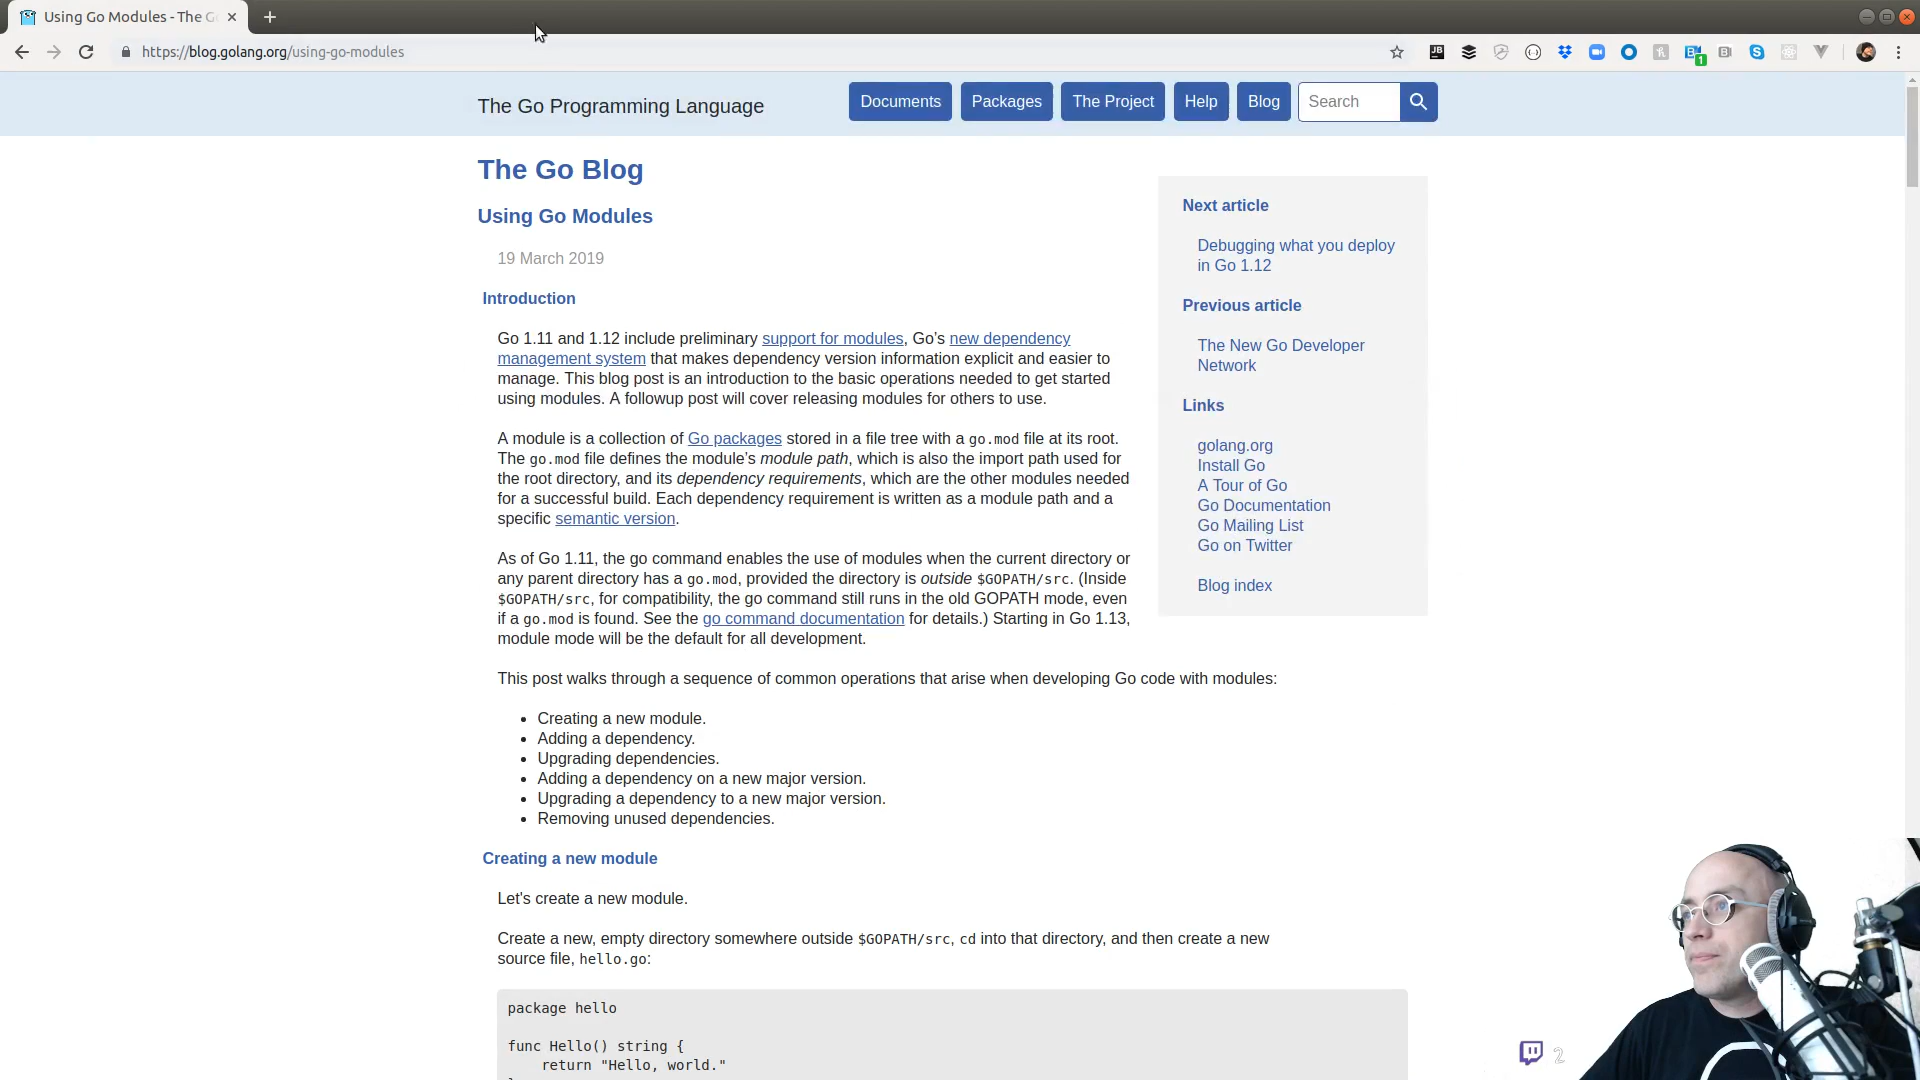 Using Go Modules - The G
https://blog.golang.org/using-go-modules
1
The Go Programming Language
Documents
Packages
The Project
Help
Blog
Search
The Go Blog
Using Go Modules
19 March 2019
Introduction
Go 1.11 and 1.12 include preliminary support for modules, Go’s new dependency
management system that makes dependency version information explicit and easier to
manage. This blog post is an introduction to the basic operations needed to get started
using modules. A followup post will cover releasing modules for others to use.
A module is a collection of Go packages stored in a file tree with a go.mod file at its root.
The go.mod file defines the module’s module path, which is also the import path used for
the root directory, and its dependency requirements, which are the other modules needed
for a successful build. Each dependency requirement is written as a module path and a
specific semantic version.
As of Go 1.11, the go command enables the use of modules when the current directory or
any parent directory has a go.mod, provided the directory is outside $GOPATH/src. (Inside
$GOPATH/src, for compatibility, the go command still runs in the old GOPATH mode, even
if a go.mod is found. See the go command documentation for details.) Starting in Go 1.13,
module mode will be the default for all development.
This post walks through a sequence of common operations that arise when developing Go code with modules:
• Creating a new module.
• Adding a dependency.
• Upgrading dependencies.
• Adding a dependency on a new major version.
• Upgrading a dependency to a new major version.
• Removing unused dependencies.
Creating a new module
Let's create a new module.
Create a new, empty directory somewhere outside $GOPATH/src, cd into that directory, and then create a new
source file, hello.go:
package hello
func Hello() string {
    return "Hello, world."
Next article
Debugging what you deploy
in Go 1.12
Previous article
The New Go Developer
Network
Links
golang.org
Install Go
A Tour of Go
Go Documentation
Go Mailing List
Go on Twitter
Blog index
2